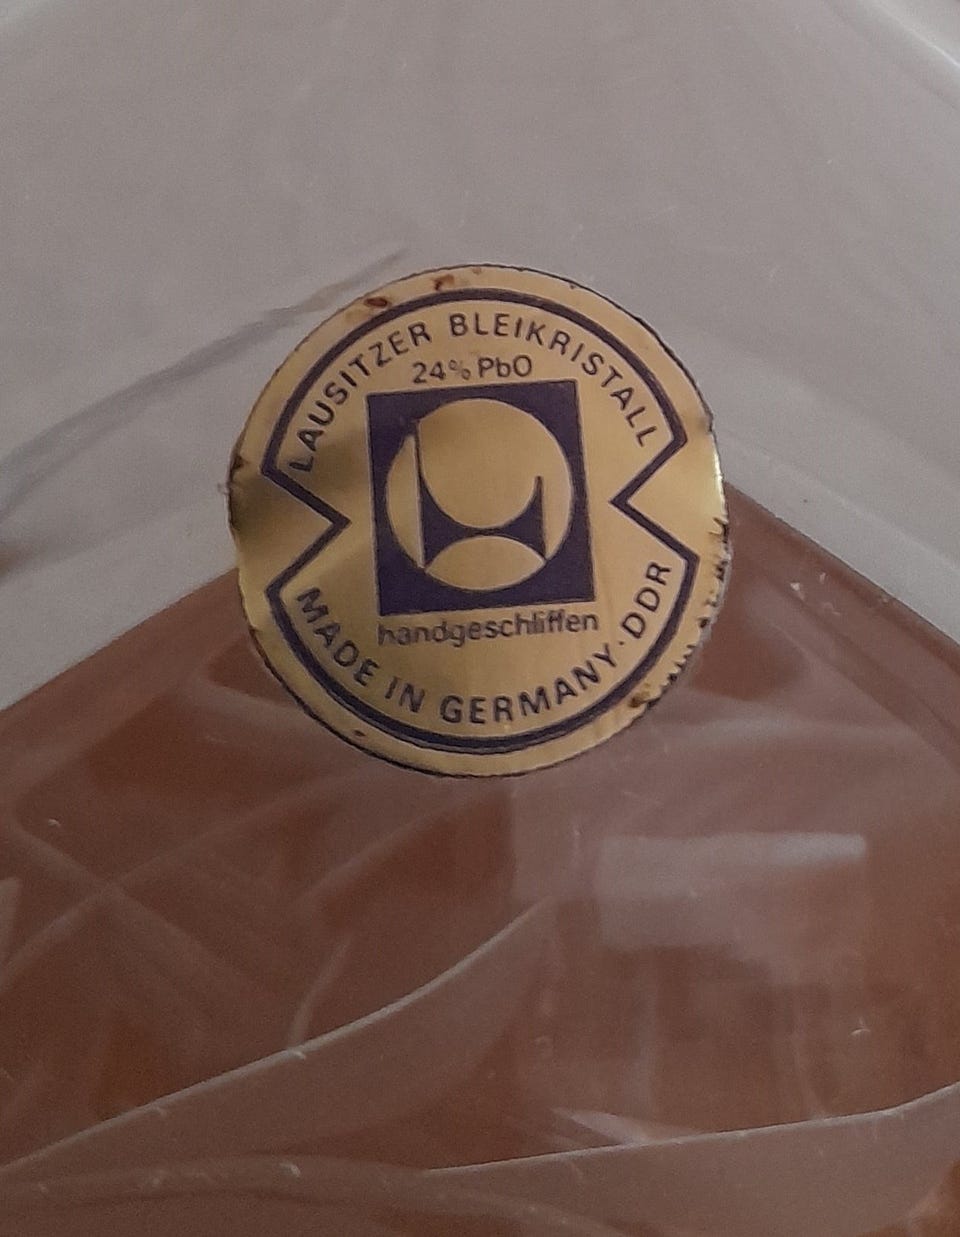 LAUSITZER BLEIKRISTALL
24% PbO
handgeschliffen
MADE IN GERMANY·DDR